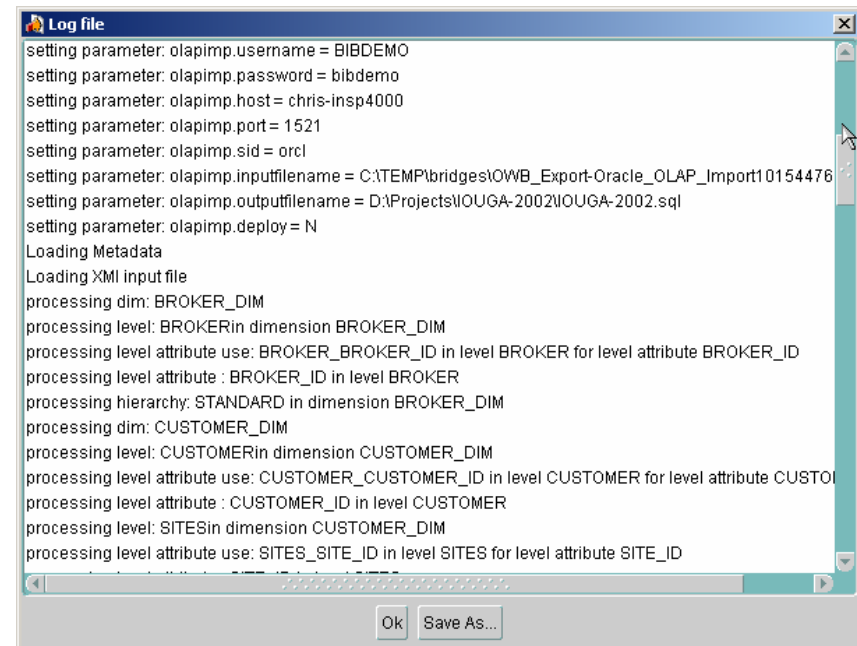 Log file
setting parameter: olapimp.username = BIBDEMO
setting parameter: olapimp.password = bibdemo
setting parameter: olapimp.host = chris-insp4000
setting parameter: olapimp.port = 1521
setting parameter: olapimp.sid = orcl
setting parameter: olapimp.inputfilename = C:\TEMP\bridges\OWB_Export-Oracle_OLAP_Import10154476
setting parameter: olapimp.outputfilename = D:\Projects\IOUGA-2002\IOUGA-2002.sql
setting parameter: olapimp.deploy = N
Loading Metadata
Loading XMI input file
processing dim: BROKER_DIM
processing level: BROKERin dimension BROKER_DIM
processing level attribute use: BROKER_BROKER_ID in level BROKER for level attribute BROKER_ID
processing level attribute : BROKER_ID in level BROKER
processing hierarchy: STANDARD in dimension BROKER_DIM
processing dim: CUSTOMER_DIM
processing level: CUSTOMERin dimension CUSTOMER_DIM
processing level attribute use: CUSTOMER_CUSTOMER_ID in level CUSTOMER for level attribute CUSTO
processing level attribute : CUSTOMER_ID in level CUSTOMER
processing level: SITESin dimension CUSTOMER_DIM
processing level attribute use: SITES_SITE_ID in level SITES for level attribute SITE_ID
Ok
Save As...